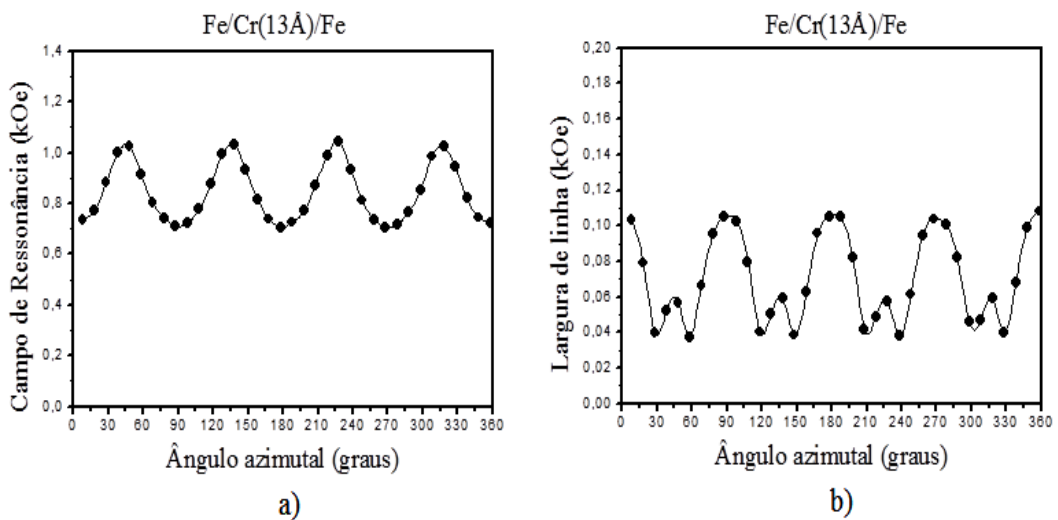 Fe/Cr(13Å)/Fe
Campo de Ressonância (kOe)
1,4
1,2
1,0
0,8
0,6
0,4
0,2
0,0
0 30 60 90 120 150 180 210 240 270 300 330 360
Ângulo azimutal (graus)
a)
Fe/Cr(13Å)/Fe
Largura de linha (kOe)
0,20
0,18
0,16
0,14
0,12
0,10
0,08
0,06
0,04
0,02
0,00
0 30 60 90 120 150 180 210 240 270 300 330 360
Ângulo azimutal (graus)
b)